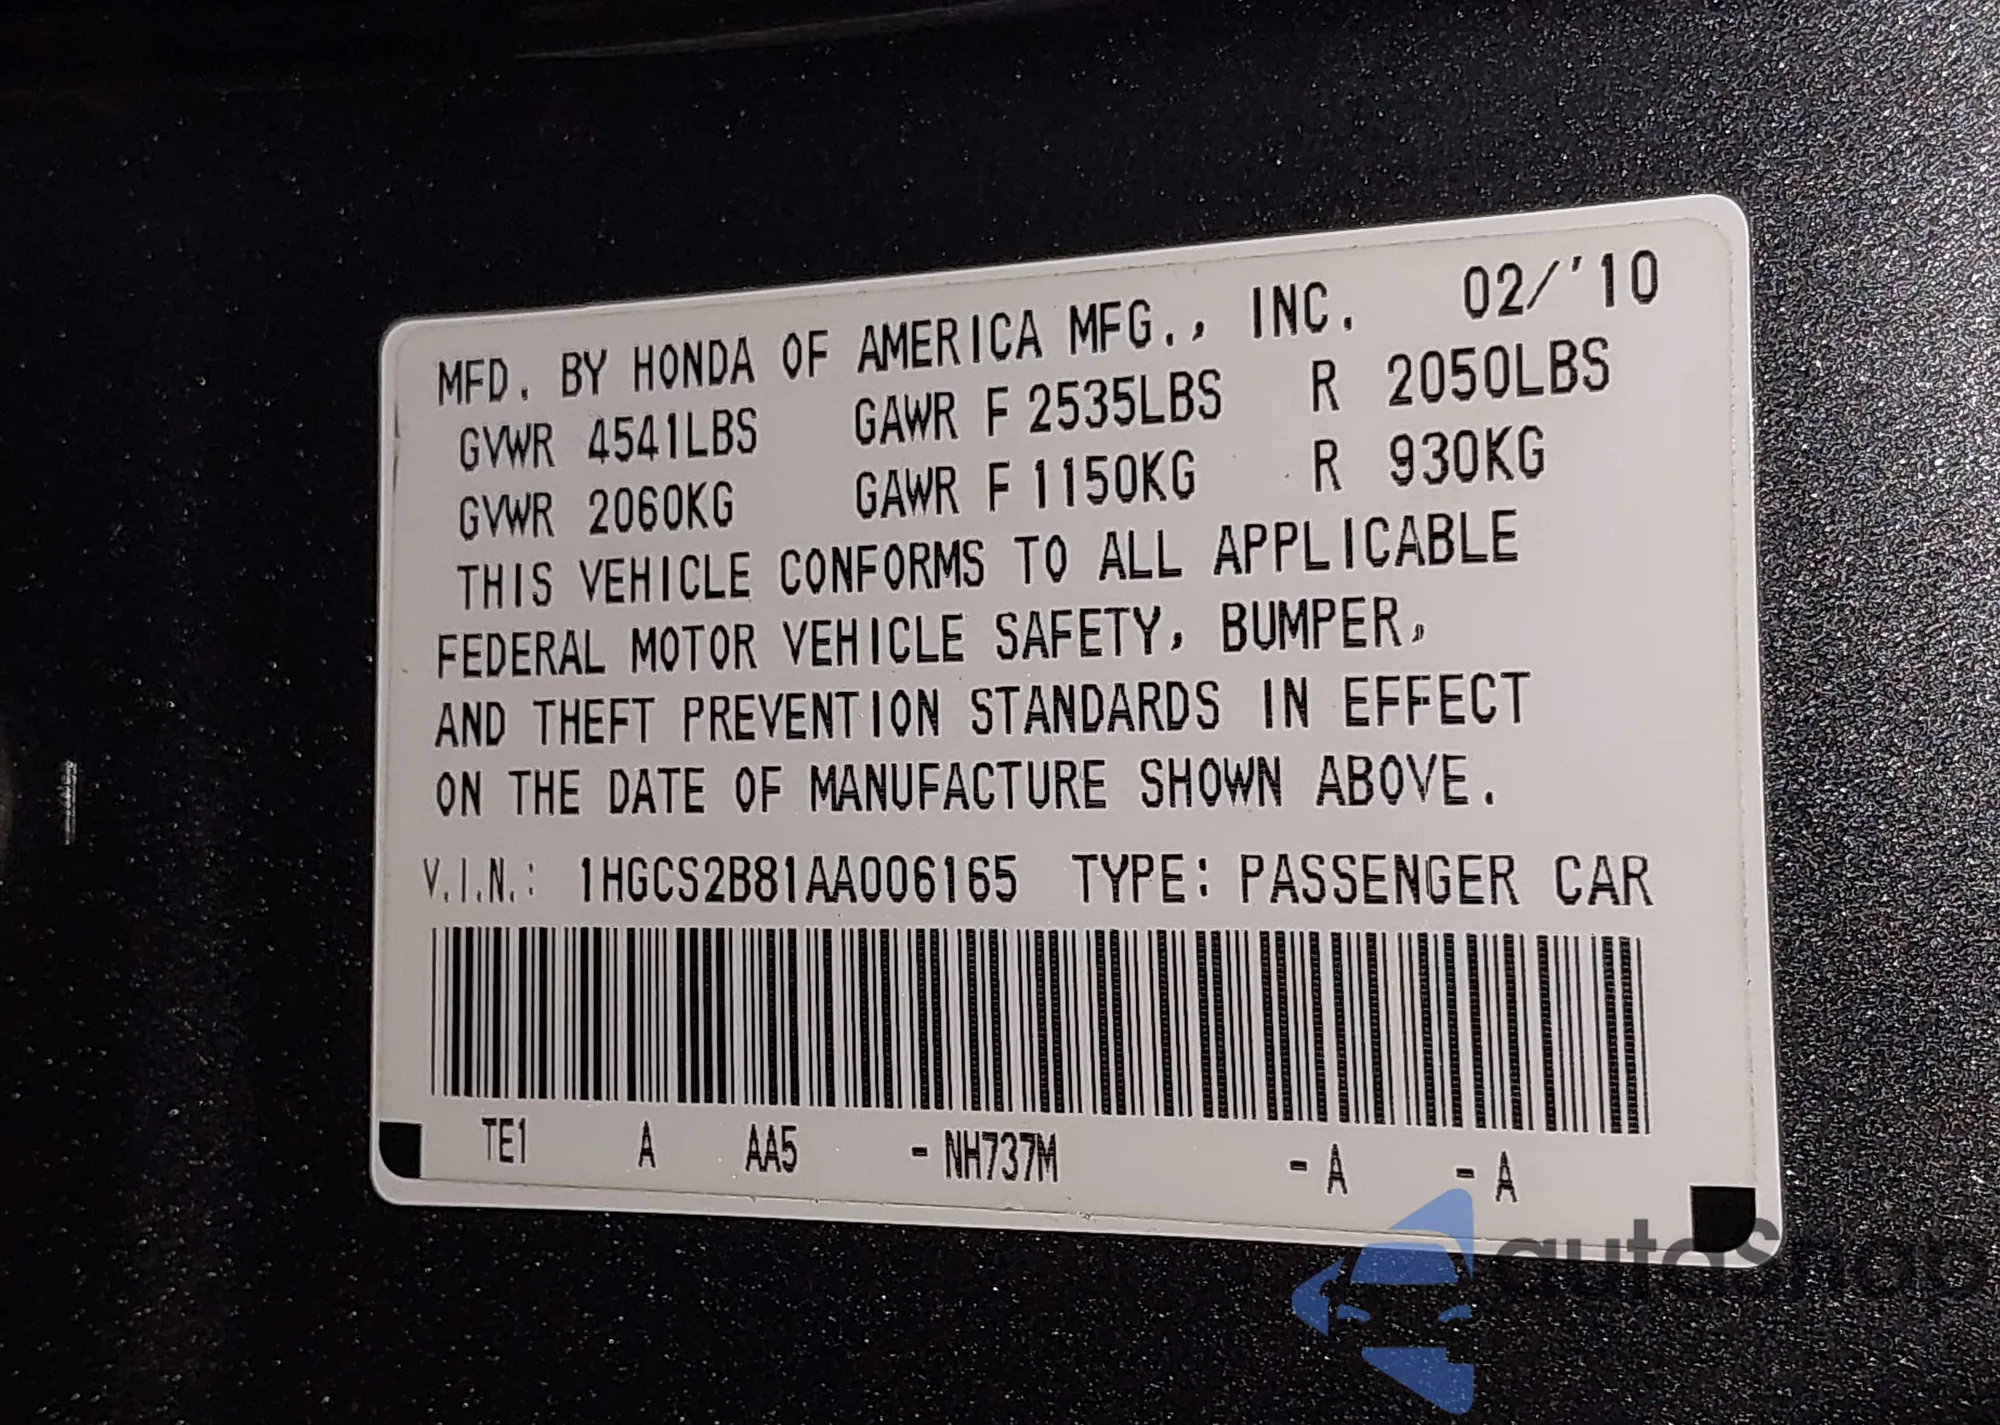 MFD. BY HONDA OF AMERICA MFG., INC. 02/'10
GVWR 4541LBS GAWR F 2535LBS R 2050LBS
GVWR 2060KG GAWR F 1150KG R 930KG
THIS VEHICLE CONFORMS TO ALL APPLICABLE
FEDERAL MOTOR VEHICLE SAFETY, BUMPER,
AND THEFT PREVENTION STANDARDS IN EFFECT
ON THE DATE OF MANUFACTURE SHOWN ABOVE.
V.I.N.: 1HGCS2B81AA006165 TYPE: PASSENGER CAR
TE1 A AA5 - NH737M - A - A